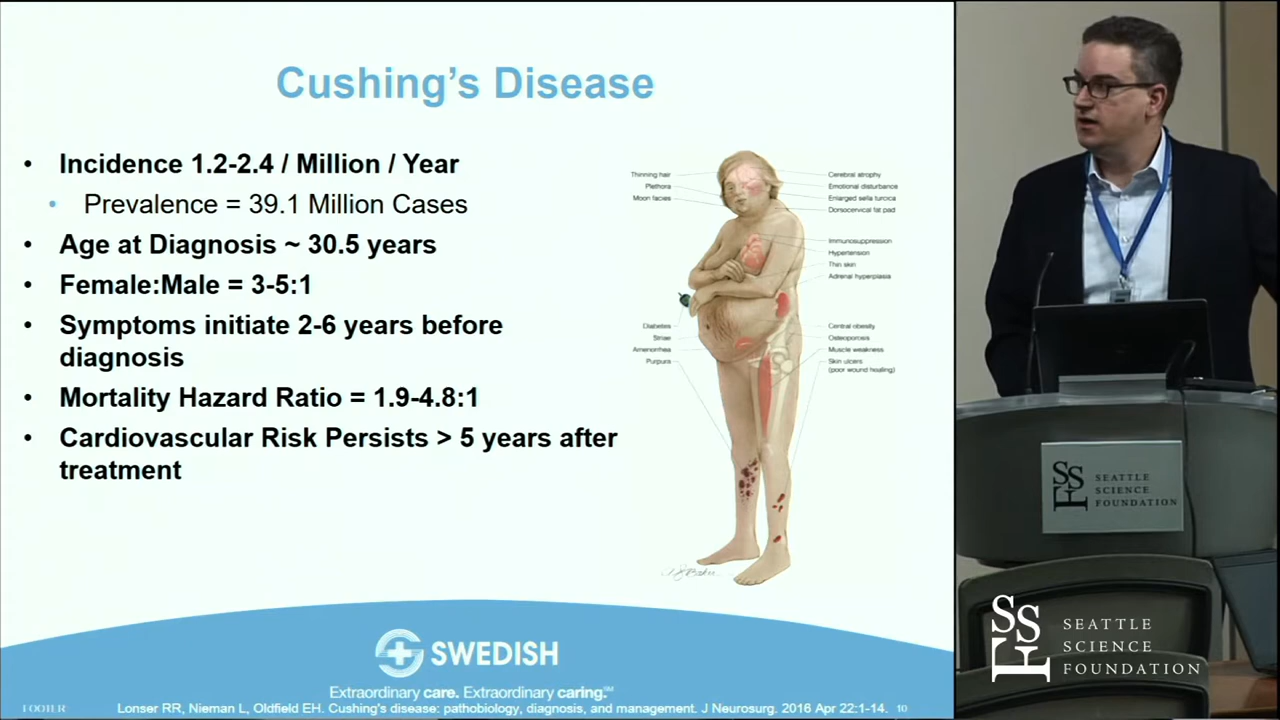 Cushing's Disease
• Incidence 1.2-2.4 / Million / Year
• Prevalence = 39.1 Million Cases
• Age at Diagnosis ~ 30.5 years
• Female:Male = 3-5:1
• Symptoms initiate 2-6 years before
diagnosis
• Mortality Hazard Ratio = 1.9-4.8:1
• Cardiovascular Risk Persists > 5 years after
treatment
Thinning hair
Plethora
Moon facies
Cerebral atrophy
Emotional disturbance
Enlarged sella turcica
Dorsocervical fat pad
Immunosuppression
Hypertension
Thin skin
Adrenal hyperplasia
Diabetes
Striae
Amenorrhea
Purpura
Central obesity
Osteoporosis
Muscle weakness
Skin ulcers
(poor wound healing)
SWEDISH
Extraordinary care. Extraordinary caring.℠
FOOTER
Lonser RR, Nieman L, Oldfield EH. Cushing's disease: pathobiology, diagnosis, and management. J Neurosurg. 2016 Apr 22:1-14. 10
SSF
SEATTLE
SCIENCE
FOUNDATION
SSF
SEATTLE
SCIENCE
FOUNDATION